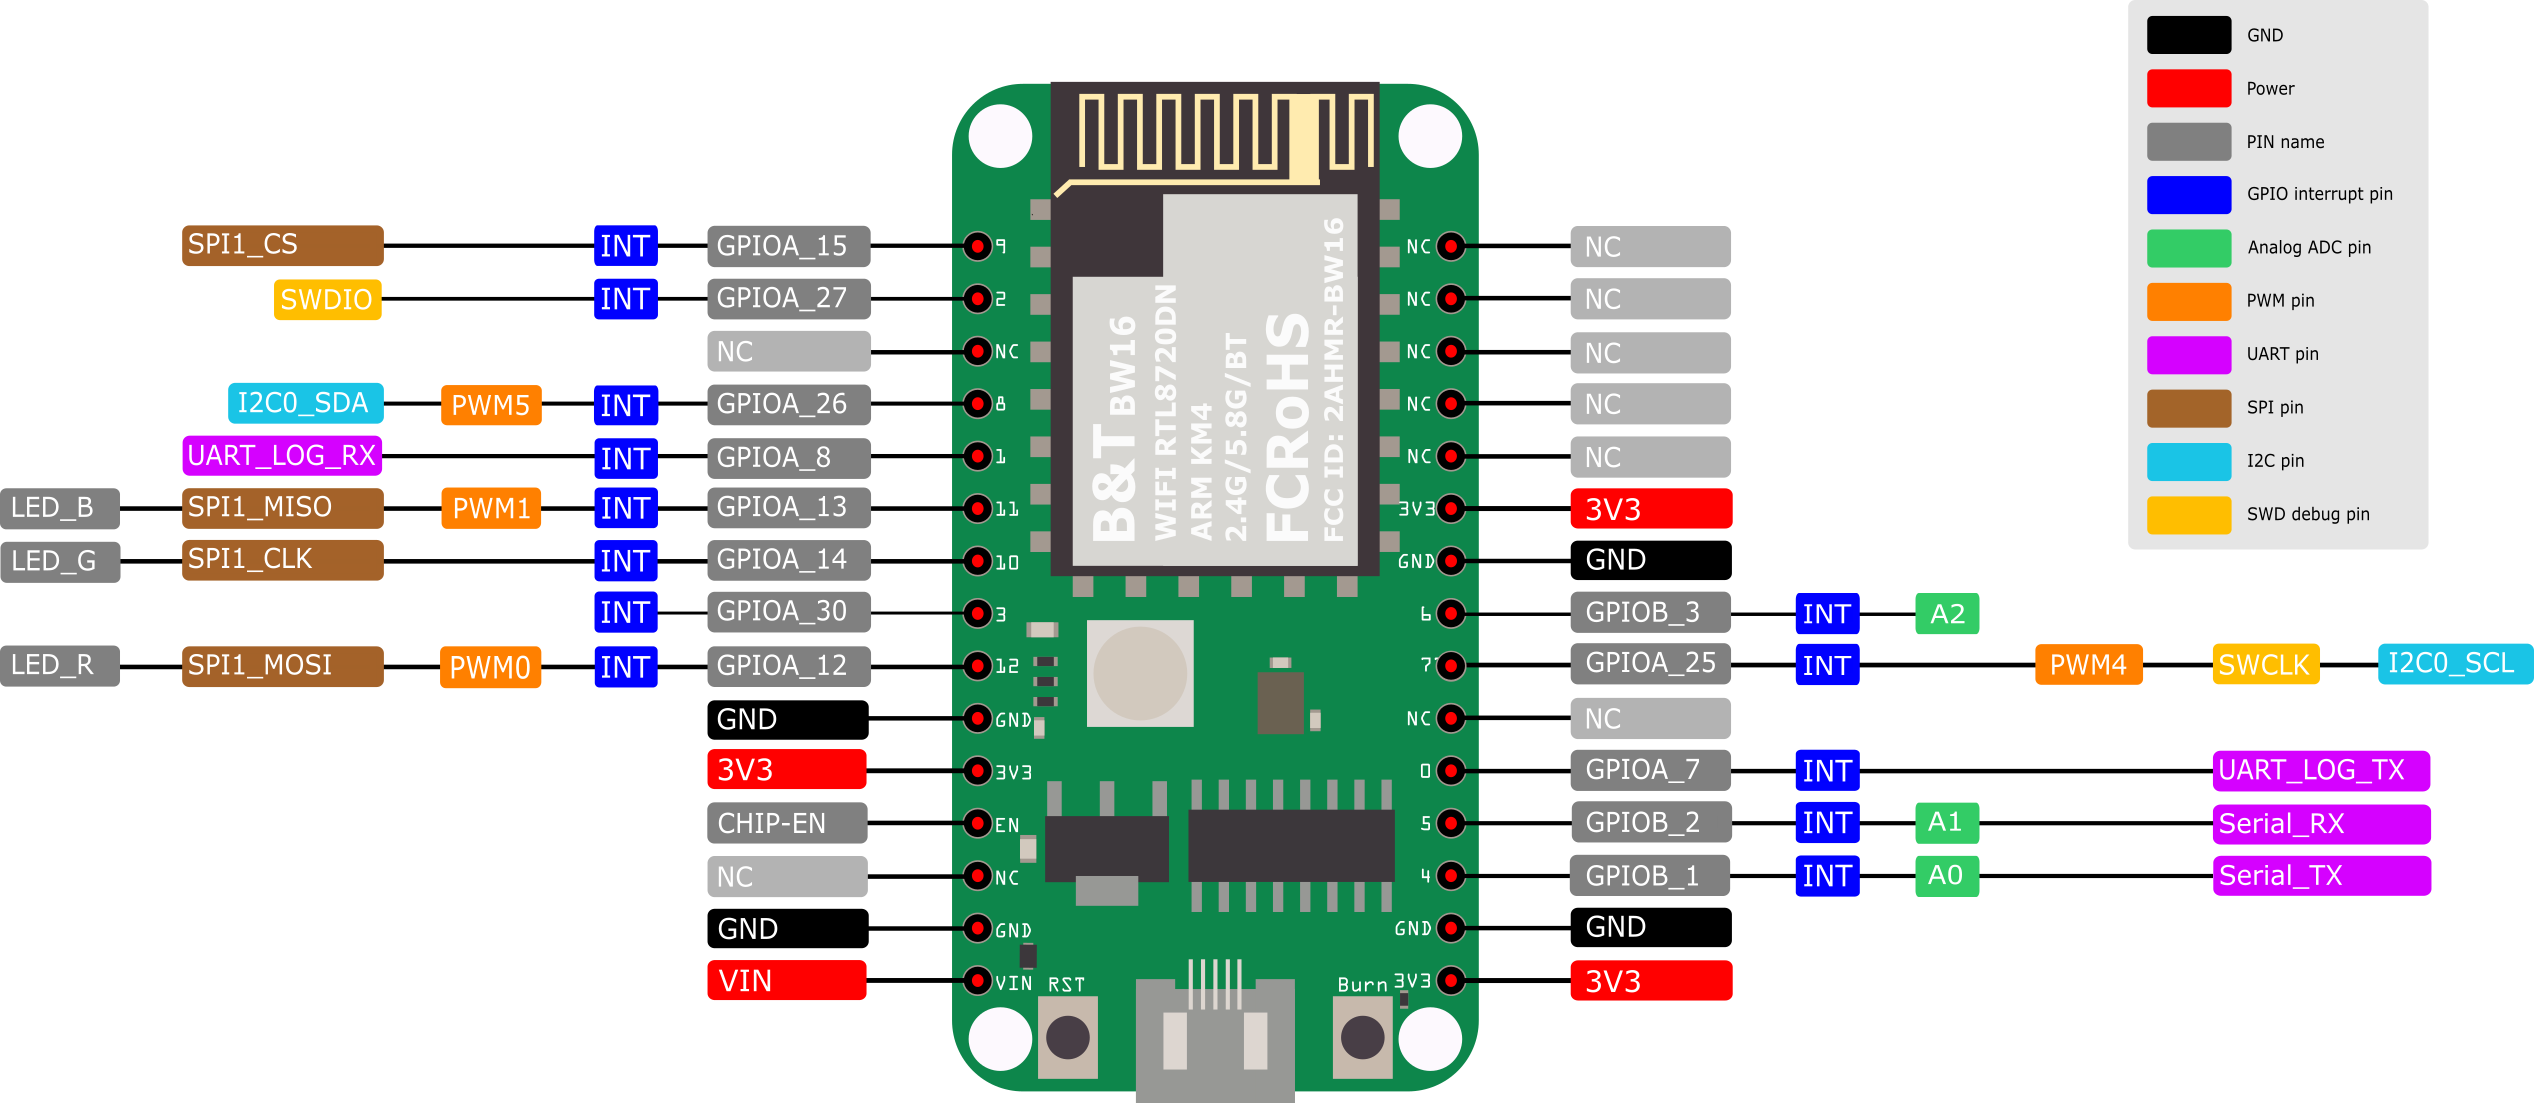 GND
Power
PIN name
GPIO interrupt pin
Analog ADC pin
PWM pin
UART pin
SPI pin
I2C pin
SWD debug pin
SPI1_CS INT GPIOA_15 9
SWDIO INT GPIOA_27 2
NC NC
I2C0_SDA PWM5 INT GPIOA_26 8
UART_LOG_RX INT GPIOA_8 1
LED_B SPI1_MISO PWM1 INT GPIOA_13 11
LED_G SPI1_CLK INT GPIOA_14 10
INT GPIOA_30 3
LED_R SPI1_MOSI PWM0 INT GPIOA_12 12
GND GND
3V3 3V3
CHIP-EN EN
NC NC
GND GND
VIN VIN
RST
B&T BW16
WIFI RTL8720DN
ARM KM4
2.4G/5.8G/BT
FCRoHS
FCC ID: 2AHMR-BW16
NC NC
NC NC
NC NC
NC NC
NC NC
3V3 3V3
GND GND
6 GPIOB_3 INT A2
7 GPIOA_25 INT PWM4 SWCLK I2C0_SCL
NC NC
0 GPIOA_7 INT UART_LOG_TX
5 GPIOB_2 INT A1 Serial_RX
4 GPIOB_1 INT A0 Serial_TX
GND GND
Burn 3V3 3V3